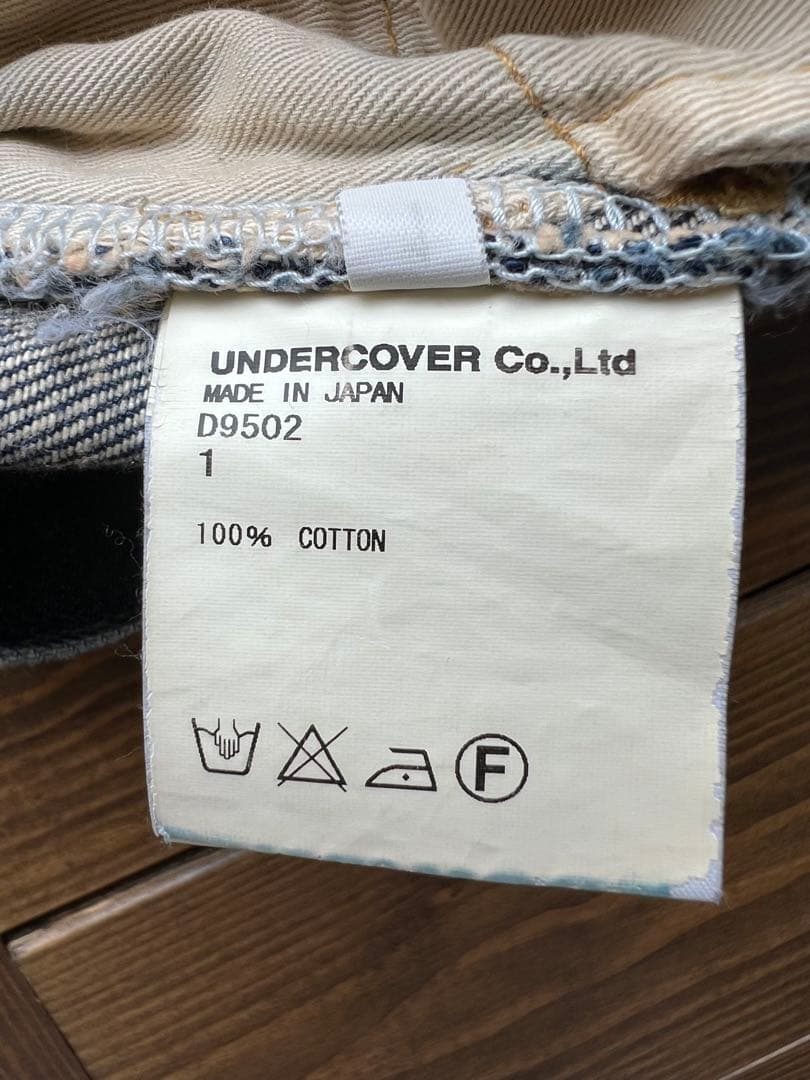 UNDERCOVER Co.,Ltd
MADE IN JAPAN
D9502
1
100% COTTON
F